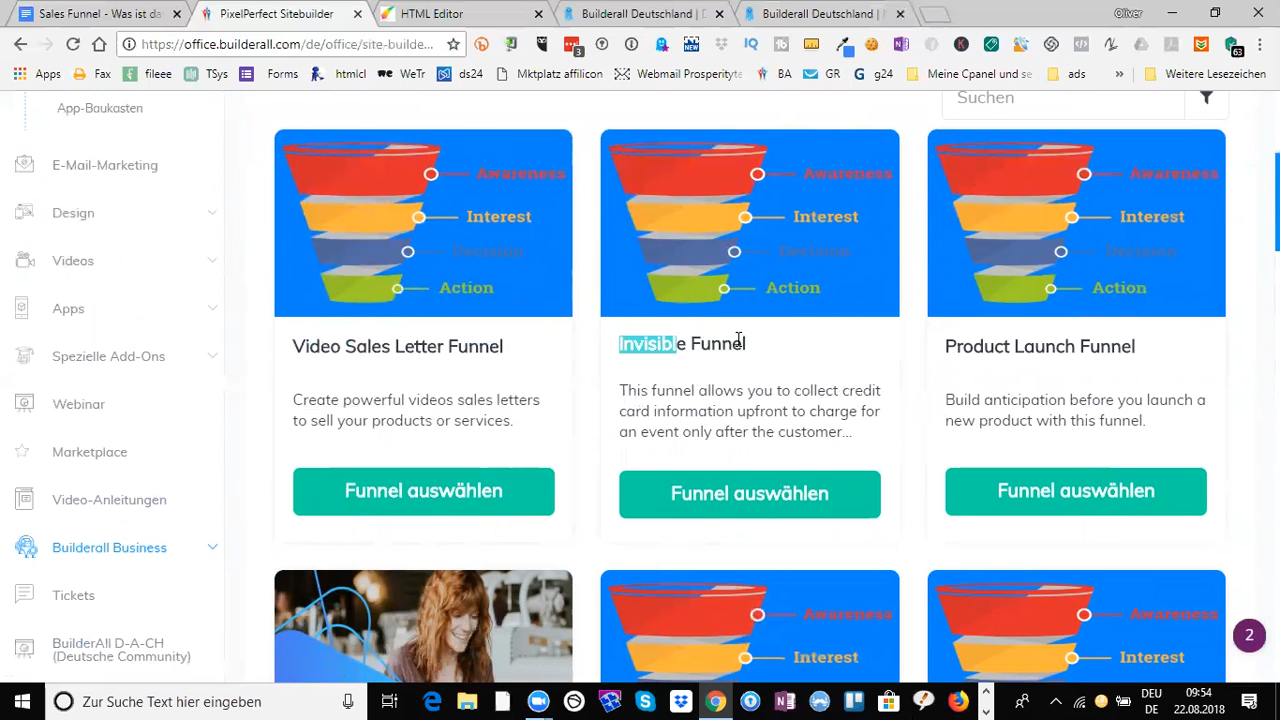 Sales Funnel - Was ist da
PixelPerfect Sitebuilder
HTML Editor
Builderall Deutschland | D
Builderall Deutschland | M
Oliver
https://office.builderall.com/de/office/site-builde...
Apps
Fax
fileee
TSys
Forms
htmlcl
WeTr
ds24
Mktplatz affilicon
Webmail Prosperityte
BA
GR
g24
Meine Cpanel und se
ads
»
Weitere Lesezeichen
App-Baukasten
E-Mail-Marketing
Design
Videos
Apps
Spezielle Add-Ons
Webinar
Marketplace
Video-Anleitungen
Builderall Business
Tickets
BuilderAll D-A-CH
(Deutsche Community)
Suchen
Awareness
Interest
Decision
Action
Video Sales Letter Funnel
Create powerful videos sales letters
to sell your products or services.
Funnel auswählen
Awareness
Interest
Decision
Action
Invisible Funnel
This funnel allows you to collect credit
card information upfront to charge for
an event only after the customer...
Funnel auswählen
Awareness
Interest
Decision
Action
Product Launch Funnel
Build anticipation before you launch a
new product with this funnel.
Funnel auswählen
Awareness
Interest
Awareness
Interest
2
Zur Suche Text hier eingeben
DEU
DE
09:54
22.08.2018